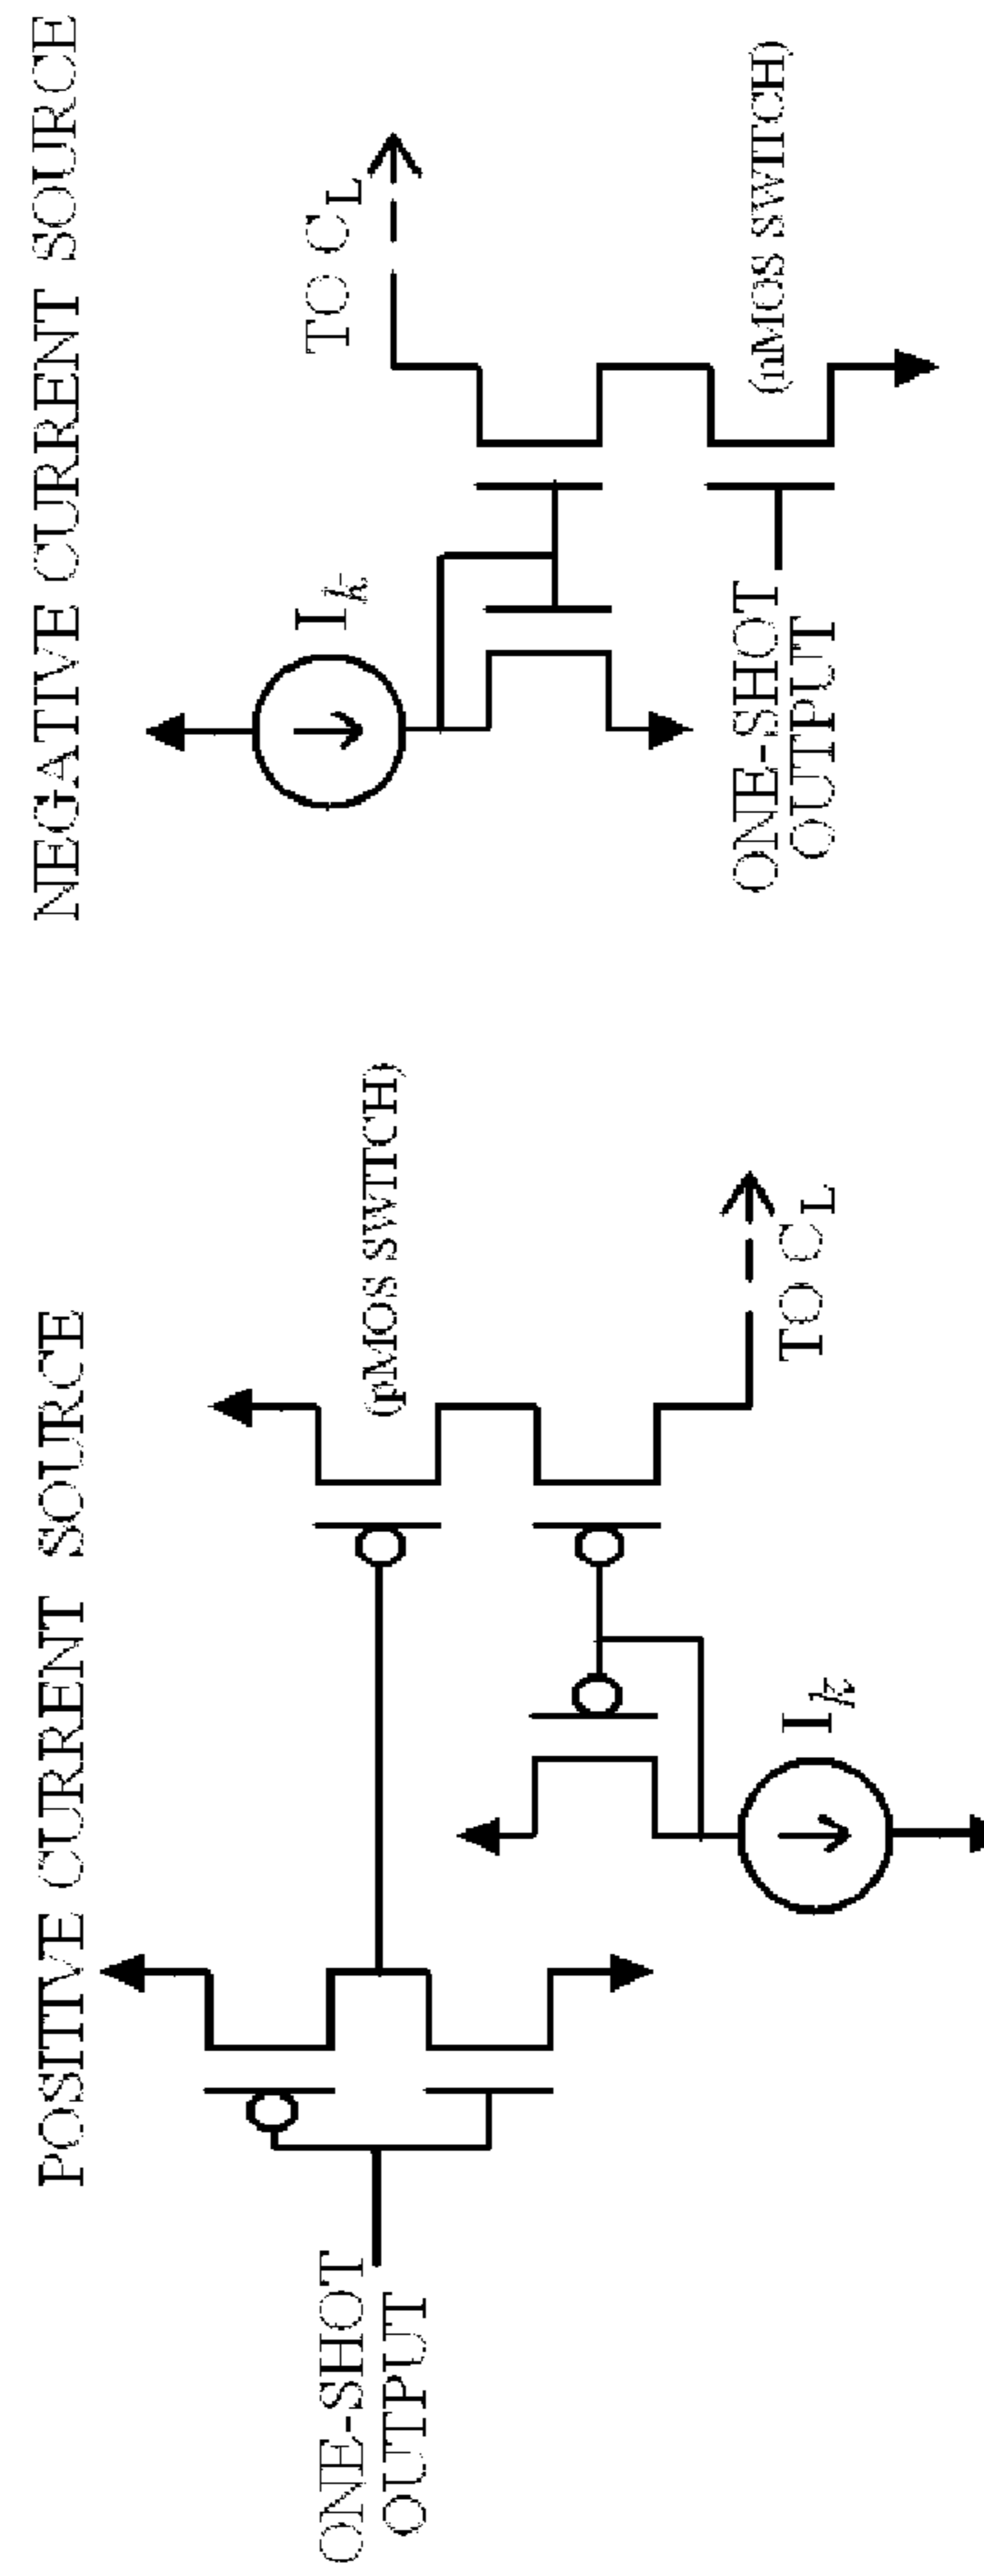 POSITIVE CURRENT SOURCE
ONE-SHOT
OUTPUT
(pMOS SWITCH)
TO C_L
I_k
NEGATIVE CURRENT SOURCE
I_k
TO C_L
ONE-SHOT
OUTPUT
(nMOS SWITCH)